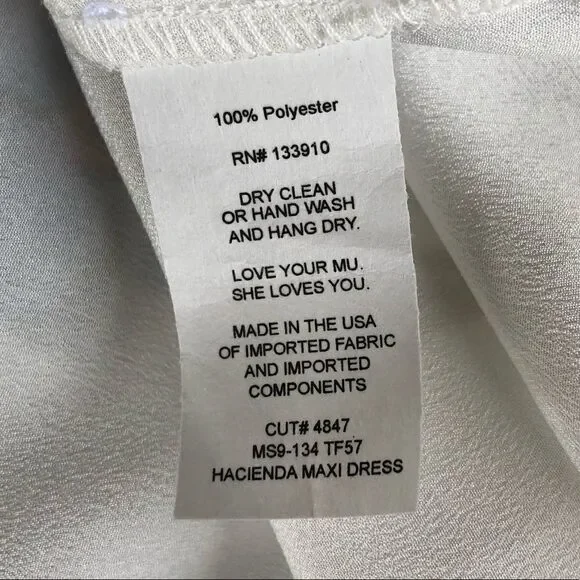 100% Polyester
RN# 133910
DRY CLEAN
OR HAND WASH
AND HANG DRY.
LOVE YOUR MU.
SHE LOVES YOU.
MADE IN THE USA
OF IMPORTED FABRIC
AND IMPORTED
COMPONENTS
CUT# 4847
MS9-134 TF57
HACIENDA MAXI DRESS